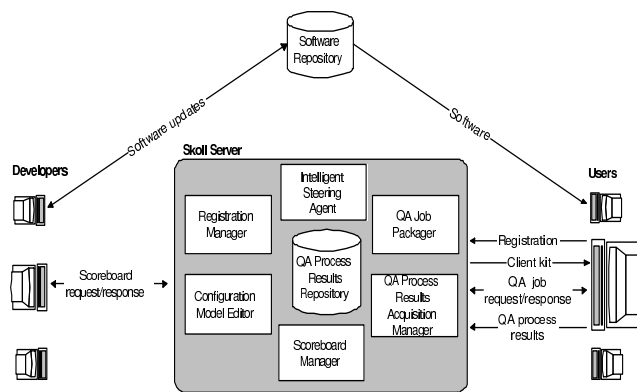 Software
Repository
Software updates
Software
Skoll Server
Developers
Users
Intelligent
Steering
Agent
Registration
Manager
QA Job
Packager
QA Process
Results
Repository
Configuration
Model Editor
QA Process
Results
Acquisition
Manager
Scoreboard
Manager
Scoreboard
request/response
Registration
Client kit
QA job
request/response
QA process
results